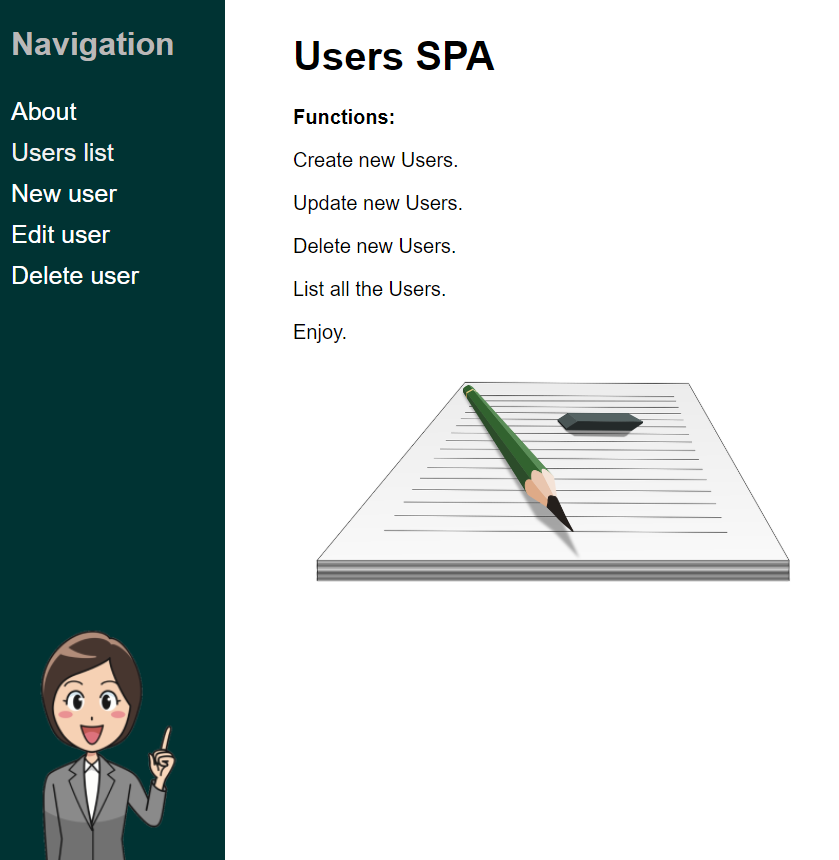 Navigation
About
Users list
New user
Edit user
Delete user
Users SPA
Functions:
Create new Users.
Update new Users.
Delete new Users.
List all the Users.
Enjoy.